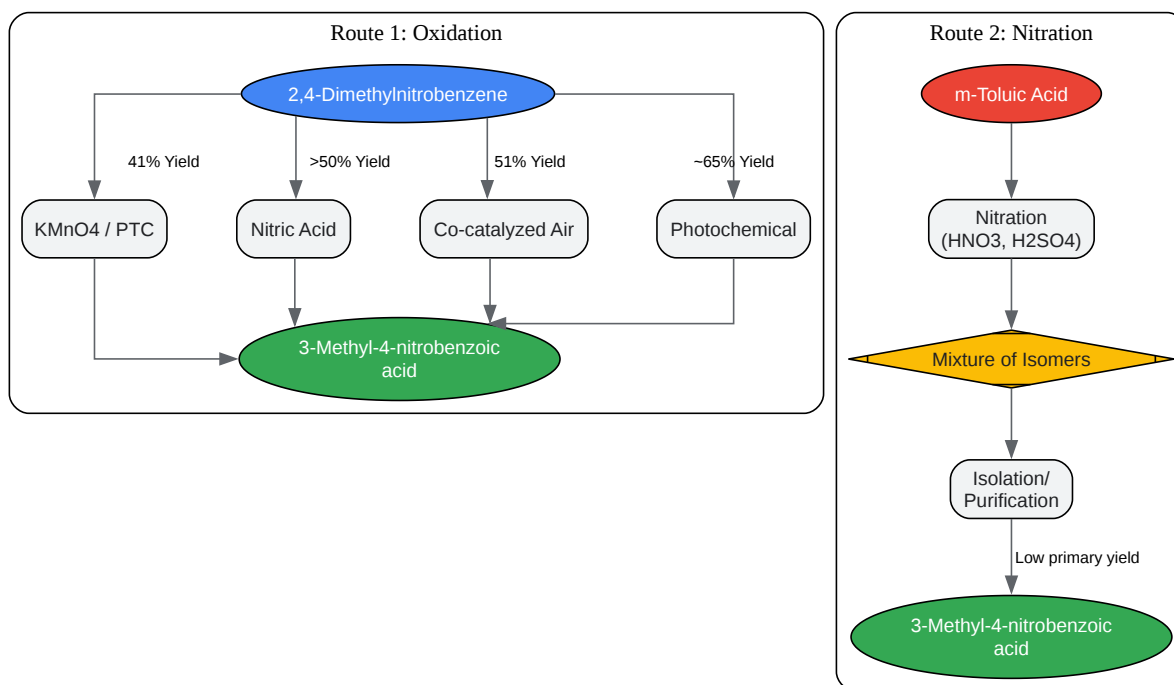 Route 1: Oxidation
2,4-Dimethylnitrobenzene
41% Yield
>50% Yield
51% Yield
~65% Yield
KMnO4 / PTC
Nitric Acid
Co-catalyzed Air
Photochemical
3-Methyl-4-nitrobenzoic
acid
Route 2: Nitration
m-Toluic Acid
Nitration
(HNO3, H2SO4)
Mixture of Isomers
Isolation/
Purification
Low primary yield
3-Methyl-4-nitrobenzoic
acid